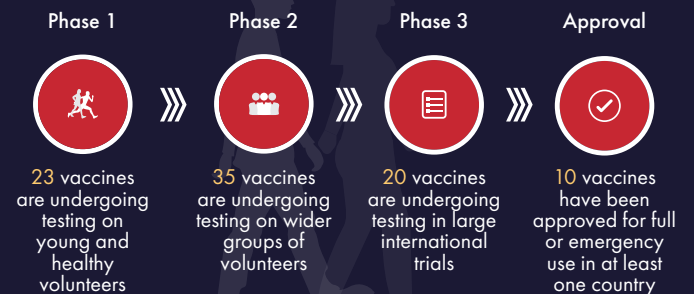 Phase 1
23 vaccines
are undergoing
testing on
young and
healthy
volunteers
Phase 2
35 vaccines
are undergoing
testing on wider
groups of
volunteers
Phase 3
20 vaccines
are undergoing
testing in large
international
trials
Approval
10 vaccines
have been
approved for full
or emergency
use in at least
one country